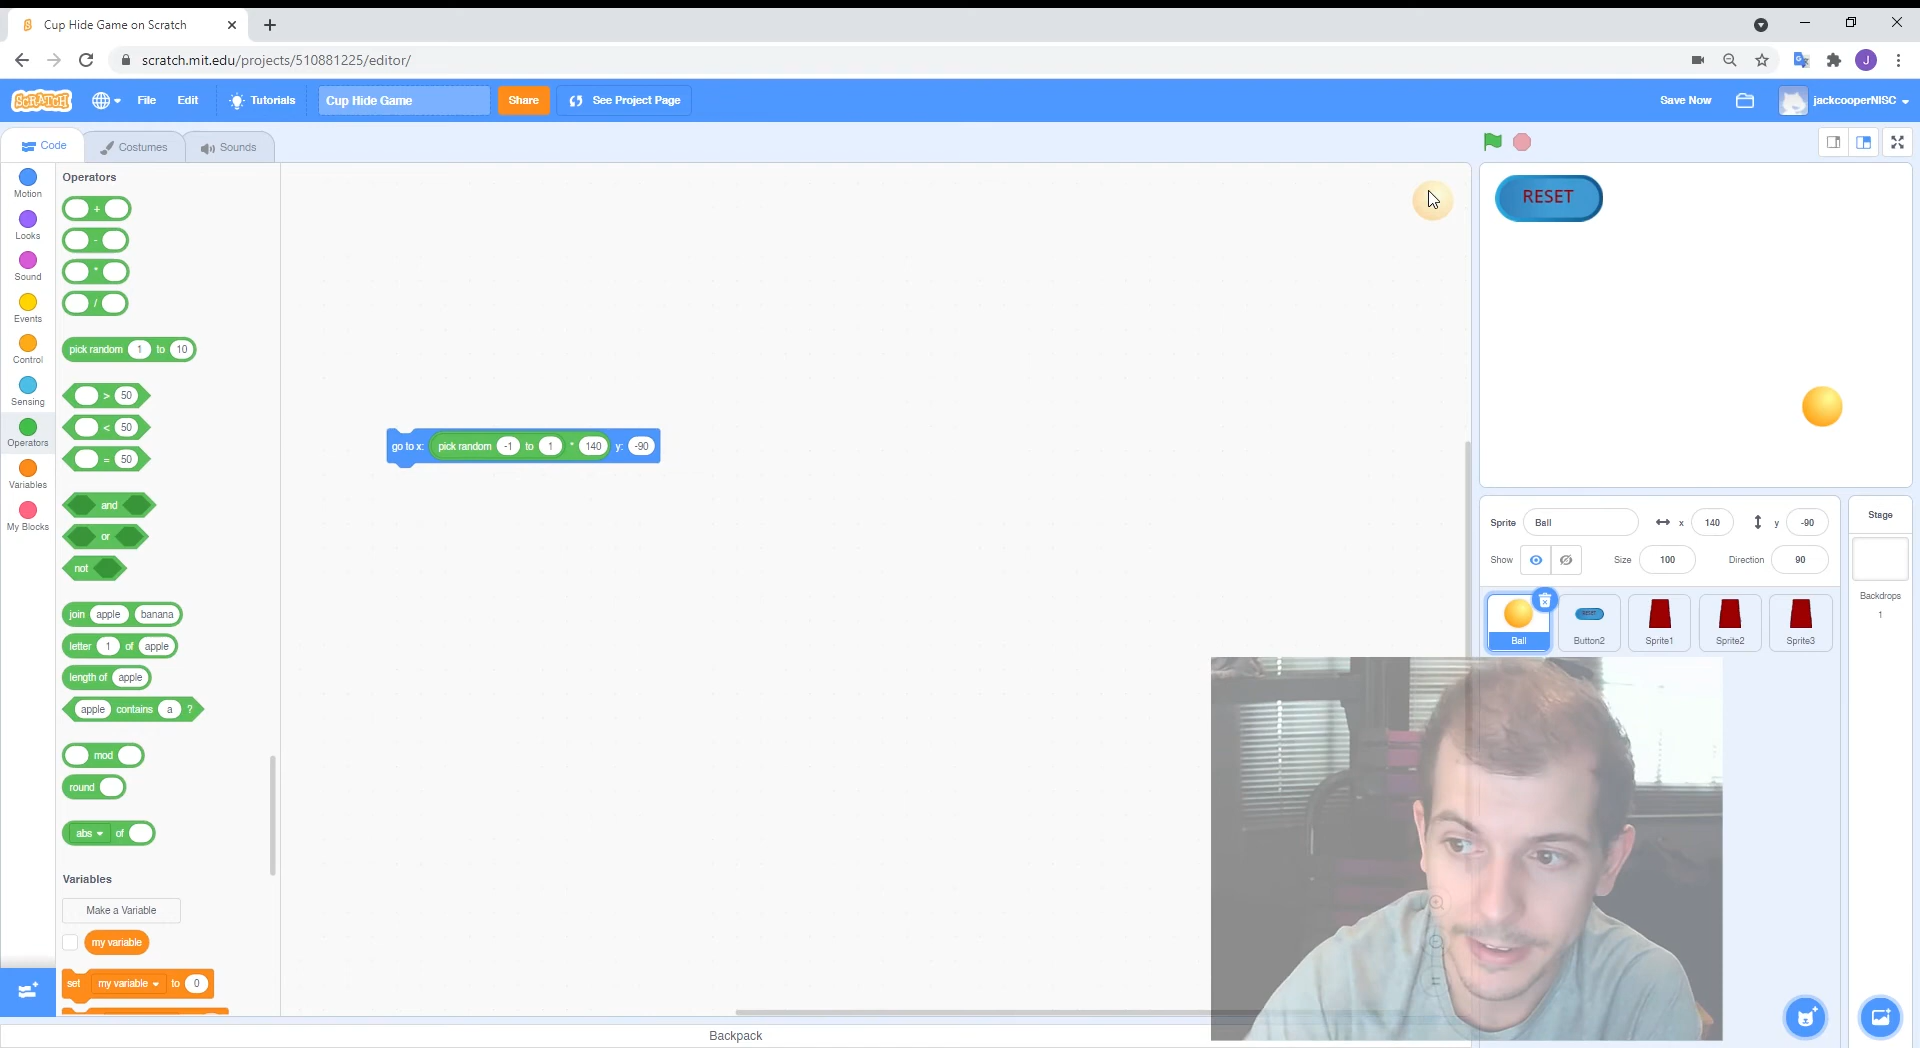 Cup Hide Game on Scratch
scratch.mit.edu/projects/510881225/editor/
J
SCRATCH
File
Edit
Tutorials
Cup Hide Game
Share
See Project Page
Save Now
jackcooperNISC
Code
Costumes
Sounds
Motion
Looks
Sound
Events
Control
Sensing
Operators
Variables
My Blocks
Operators
+
-
*
/
pick random 1 to 10
> 50
< 50
= 50
and
or
not
join apple banana
letter 1 of apple
length of apple
apple contains a ?
mod
round
abs of
Variables
Make a Variable
my variable
set my variable to 0
go to x: pick random -1 to 1 * 140 y: -90
RESET
Sprite Ball x 140 y -90
Show Size 100 Direction 90
Ball
Button2
Sprite1
Sprite2
Sprite3
Stage
Backdrops
1
Backpack